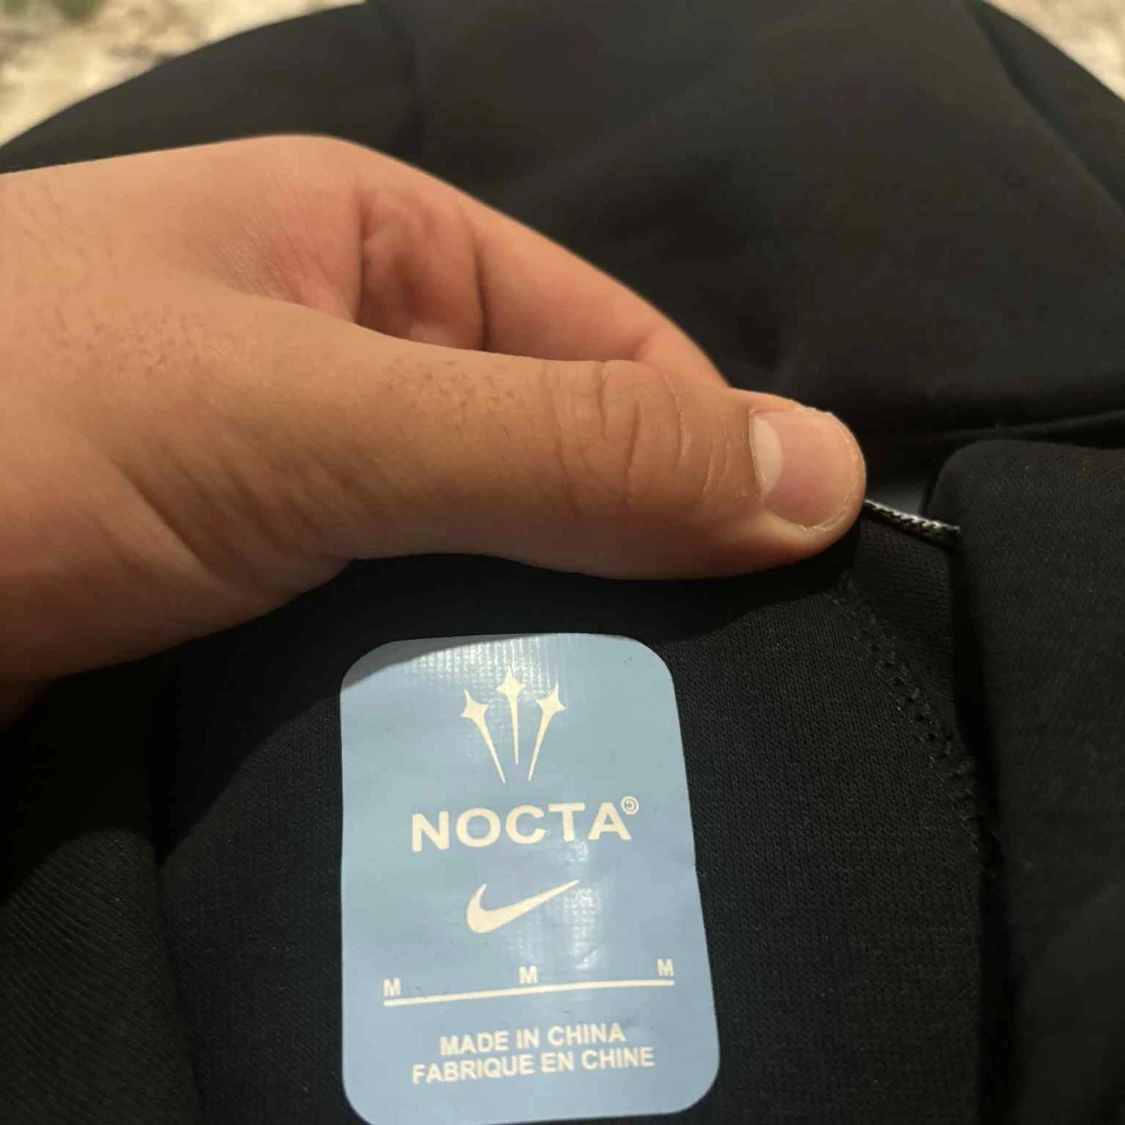 NOCTA©
M M M
MADE IN CHINA
FABRIQUE EN CHINE